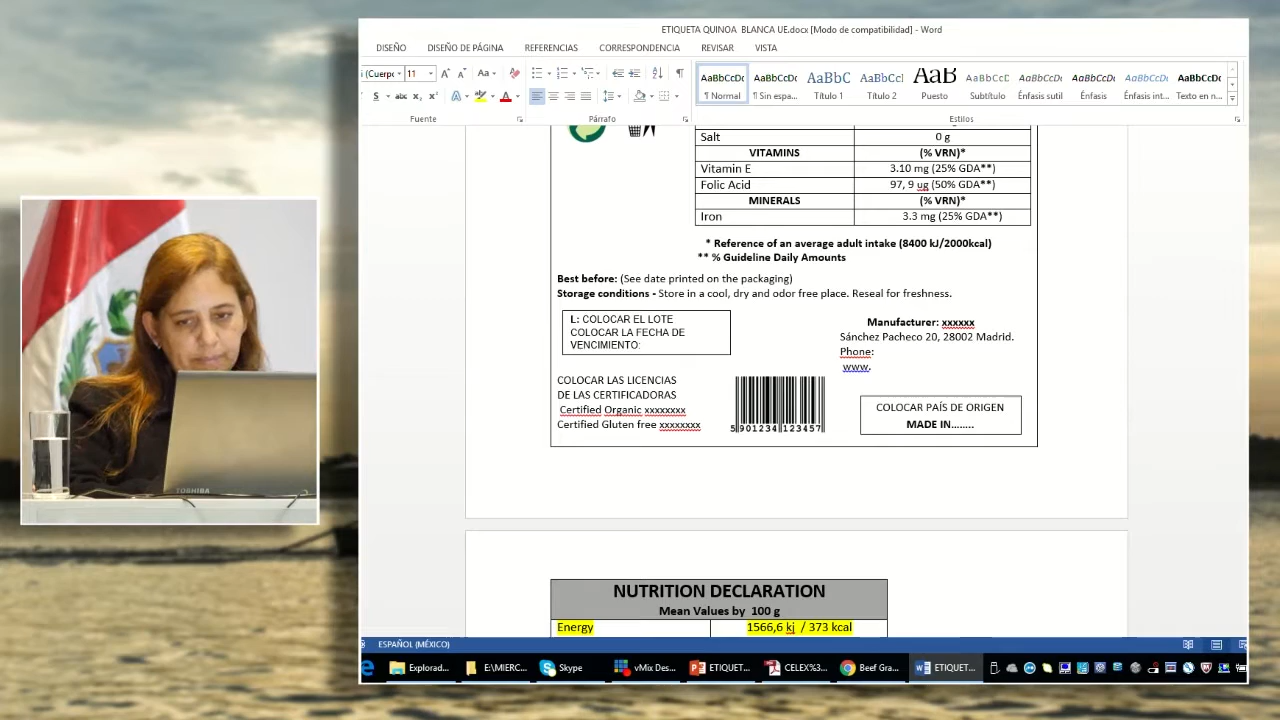 ETIQUETA QUINOA BLANCA UE.docx [Modo de compatibilidad] - Word
DISEÑO DISEÑO DE PÁGINA REFERENCIAS CORRESPONDENCIA REVISAR VISTA
(Cuerpo 11 A A Aa
S abc x₂ x² A A
AaBbCcDc AaBbCcDc AaBbC AaBbCcD AaB AaBbCcD AaBbCcDc AaBbCcDc AaBbCcDc AaBbCcDc
¶ Normal ¶ Sin espa... Título 1 Título 2 Puesto Subtítulo Énfasis sutil Énfasis Énfasis int... Texto en n...
Fuente Párrafo Estilos
Salt 0 g
VITAMINS (% VRN)*
Vitamin E 3.10 mg (25% GDA**)
Folic Acid 97, 9 ug (50% GDA**)
MINERALS (% VRN)*
Iron 3.3 mg (25% GDA**)
* Reference of an average adult intake (8400 kJ/2000kcal)
** % Guideline Daily Amounts
Best before: (See date printed on the packaging)
Storage conditions - Store in a cool, dry and odor free place. Reseal for freshness.
L: COLOCAR EL LOTE
COLOCAR LA FECHA DE
VENCIMIENTO:
Manufacturer: xxxxxx
Sánchez Pacheco 20, 28002 Madrid.
Phone:
www.
COLOCAR LAS LICENCIAS
DE LAS CERTIFICADORAS
Certified Organic xxxxxxxx
Certified Gluten free xxxxxxxx
5 901234 123457
COLOCAR PAÍS DE ORIGEN
MADE IN........
NUTRITION DECLARATION
Mean Values by 100 g
Energy 1566,6 kj / 373 kcal
ESPAÑOL (MÉXICO)
Explorad... E:\MIERC... Skype vMix Des... ETIQUET... CELEX%3... Beef Gra... ETIQUET...
TOSHIBA